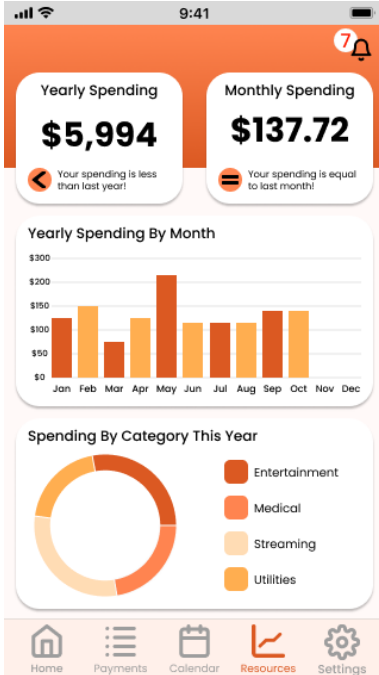 9:41
7
Yearly Spending
$5,994
Your spending is less
than last year!
Monthly Spending
$137.72
Your spending is equal
to last month!
Yearly Spending By Month
$300
$200
$150
$100
$50
$0
Jan Feb Mar Apr May Jun Jul Aug Sep Oct Nov Dec
Spending By Category This Year
Entertainment
Medical
Streaming
Utilities
Home Payments Calendar Resources Settings